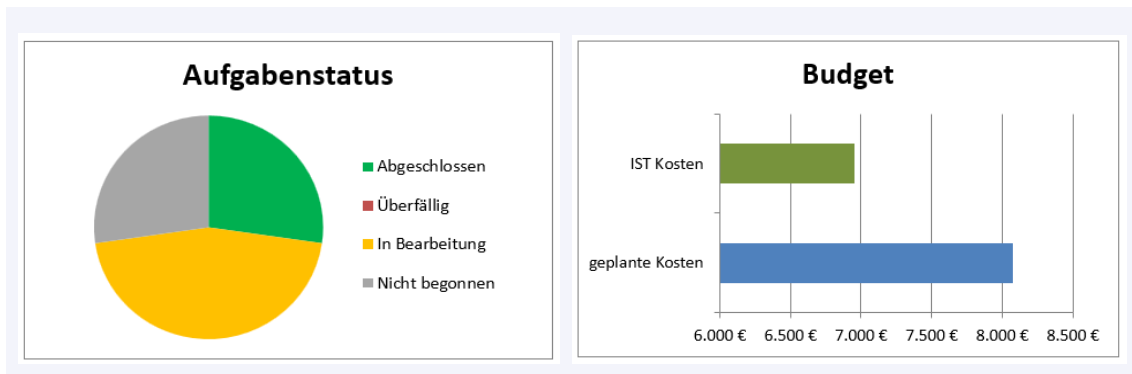 Aufgabenstatus
Abgeschlossen
Überfällig
In Bearbeitung
Nicht begonnen
Budget
IST Kosten
geplante Kosten
6.000 € 6.500 € 7.000 € 7.500 € 8.000 € 8.500 €